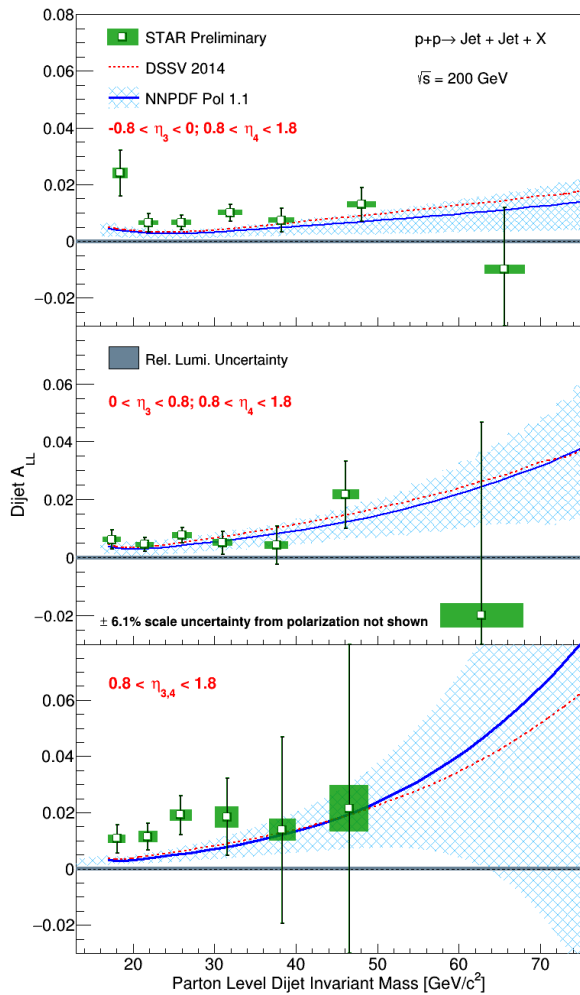 0.08
STAR Preliminary
p+p→ Jet + Jet + X
DSSV 2014
√s = 200 GeV
0.06
NNPDF Pol 1.1
-0.8 < η3 < 0; 0.8 < η4 < 1.8
0.04
0.02
0
−0.02
Rel. Lumi. Uncertainty
0.06
0 < η3 < 0.8; 0.8 < η4 < 1.8
0.04
Dijet ALL
0.02
0
−0.02
± 6.1% scale uncertainty from polarization not shown
0.8 < η3,4 < 1.8
0.06
0.04
0.02
0
−0.02
20 30 40 50 60 70
Parton Level Dijet Invariant Mass [GeV/c²]